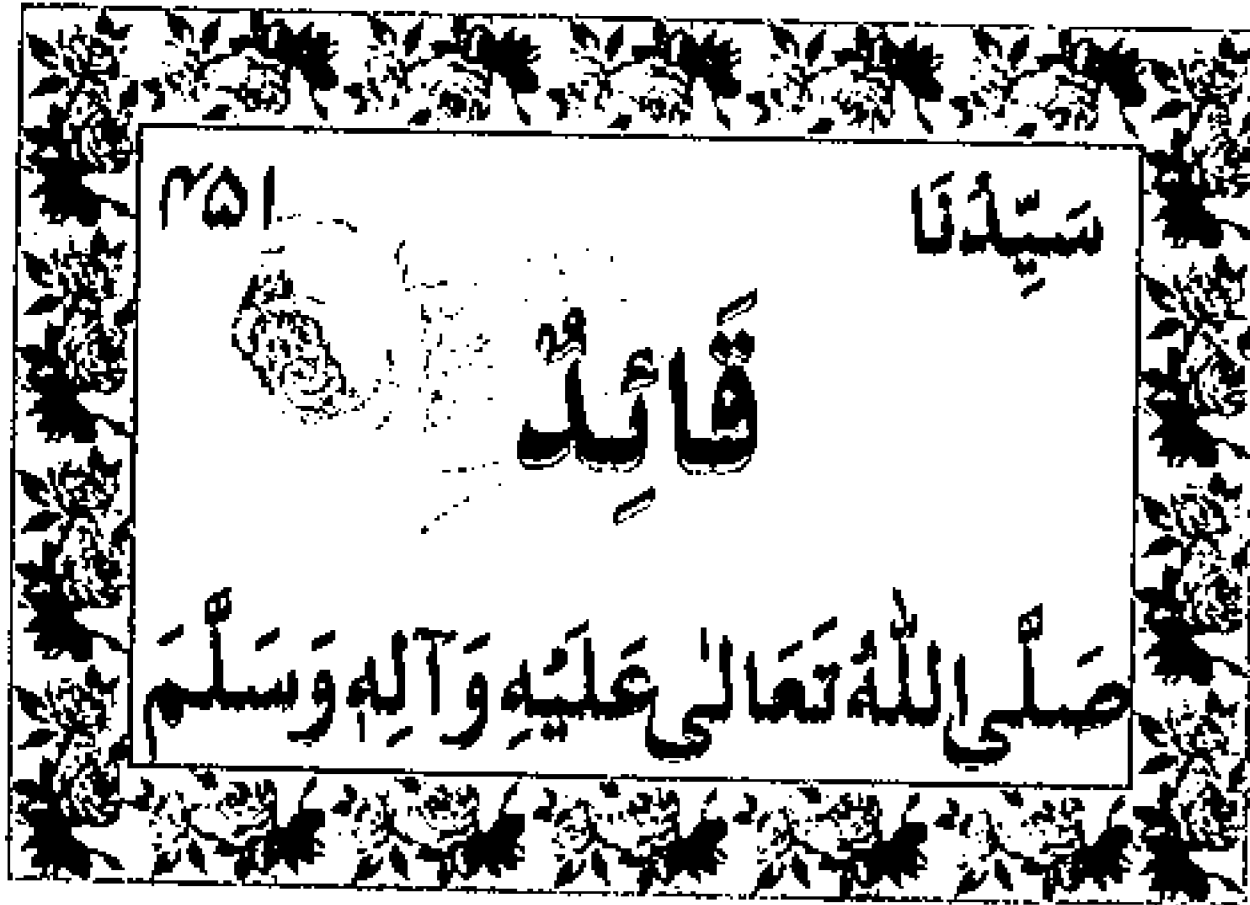 سَيِّدُنَا
۴۵۱
قَائِدٌ
صَلَّى اللّٰهُ تَعَالٰى عَلَيْهِ وَآلِهٖ وَسَلَّمَ